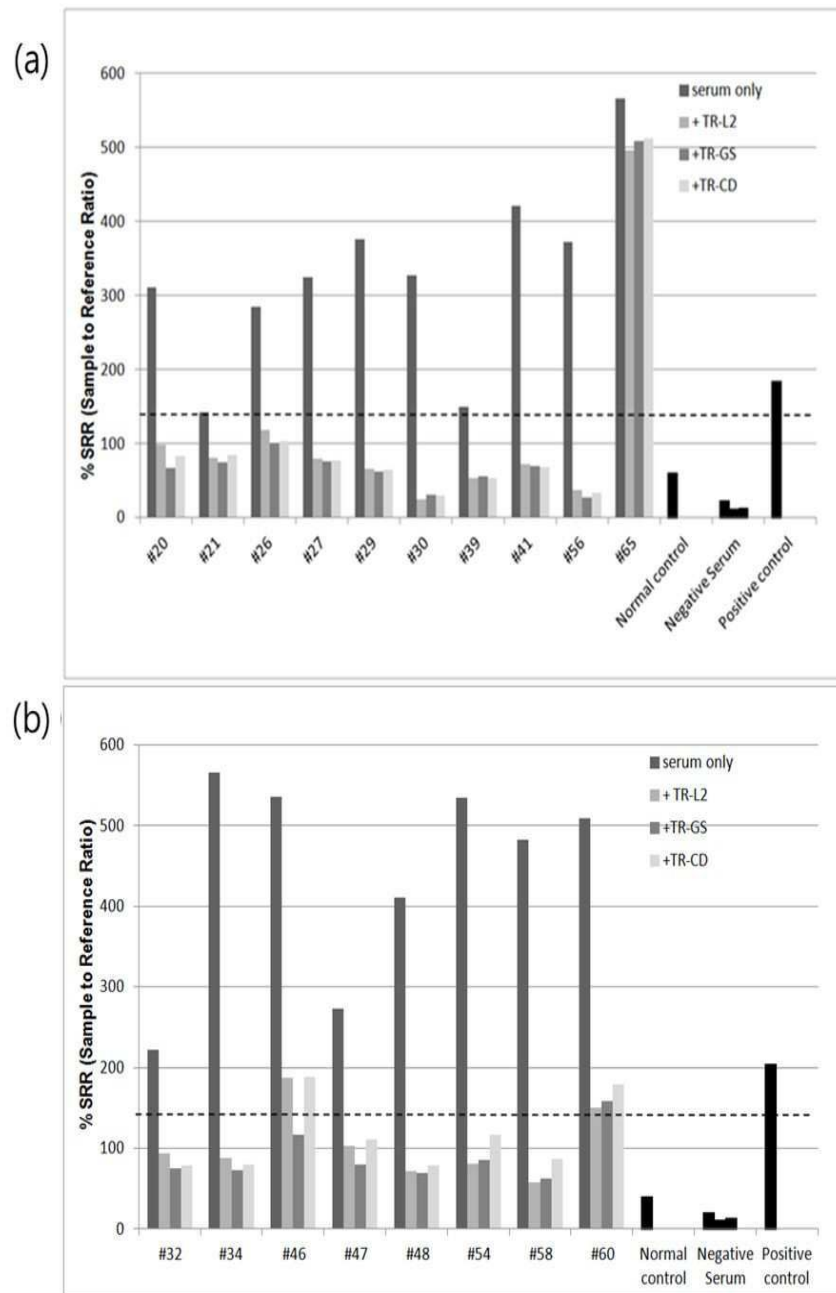 (a)
% SRR (Sample to Reference Ratio)
600
500
400
300
200
100
0
serum only
+ TR-L2
+TR-GS
+TR-CD
#20 #21 #26 #27 #29 #30 #39 #41 #56 #65 Normal control Negative Serum Positive control
(b)
% SRR (Sample to Reference Ratio)
600
500
400
300
200
100
0
serum only
+ TR-L2
+TR-GS
+TR-CD
#32 #34 #46 #47 #48 #54 #58 #60 Normal Negative Positive
control Serum control